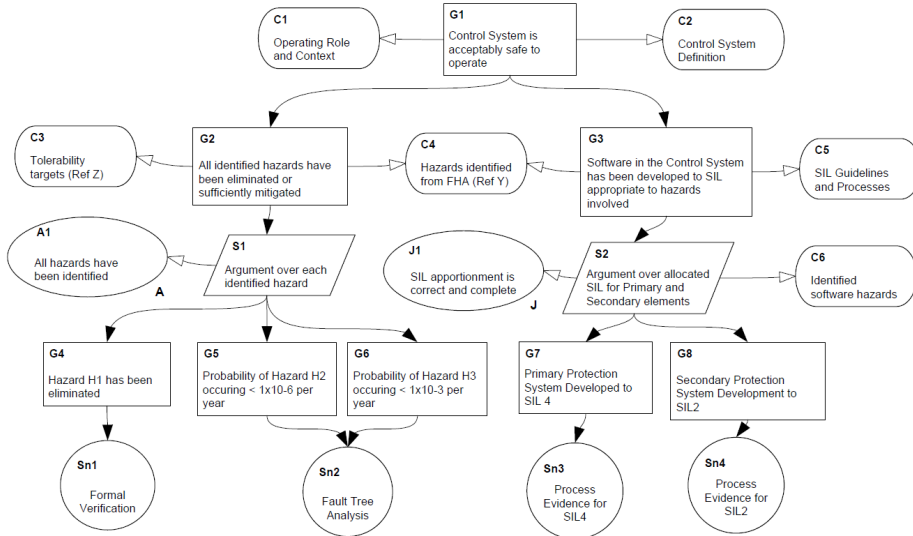 C1
Operating Role
and Context
G1
Control System is
acceptably safe to
operate
C2
Control System
Definition
C3
Tolerability
targets (Ref Z)
G2
All identified hazards have
been eliminated or
sufficiently mitigated
C4
Hazards identified
from FHA (Ref Y)
G3
Software in the Control System
has been developed to SIL
appropriate to hazards
involved
C5
SIL Guidelines
and Processes
A1
All hazards have
been identified
A
S1
Argument over each
identified hazard
J1
SIL apportionment is
correct and complete
J
S2
Argument over allocated
SIL for Primary and
Secondary elements
C6
Identified
software hazards
G4
Hazard H1 has been
eliminated
G5
Probability of Hazard H2
occuring < 1x10-6 per
year
G6
Probability of Hazard H3
occuring < 1x10-3 per
year
G7
Primary Protection
System Developed to
SIL 4
G8
Secondary Protection
System Development to
SIL2
Sn1
Formal
Verification
Sn2
Fault Tree
Analysis
Sn3
Process
Evidence for
SIL4
Sn4
Process
Evidence for
SIL2